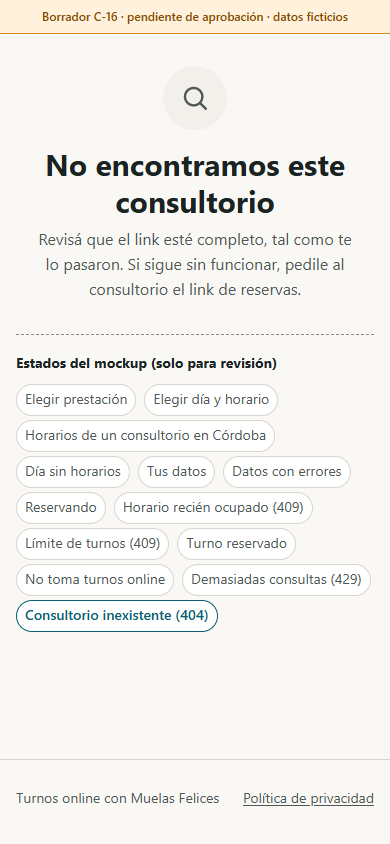 Borrador C-16 · pendiente de aprobación · datos ficticios
No encontramos este
consultorio
Revisá que el link esté completo, tal como te
lo pasaron. Si sigue sin funcionar, pedile al
consultorio el link de reservas.
Estados del mockup (solo para revisión)
Elegir prestación
Elegir día y horario
Horarios de un consultorio en Córdoba
Día sin horarios
Tus datos
Datos con errores
Reservando
Horario recién ocupado (409)
Límite de turnos (409)
Turno reservado
No toma turnos online
Demasiadas consultas (429)
Consultorio inexistente (404)
Turnos online con Muelas Felices
Política de privacidad